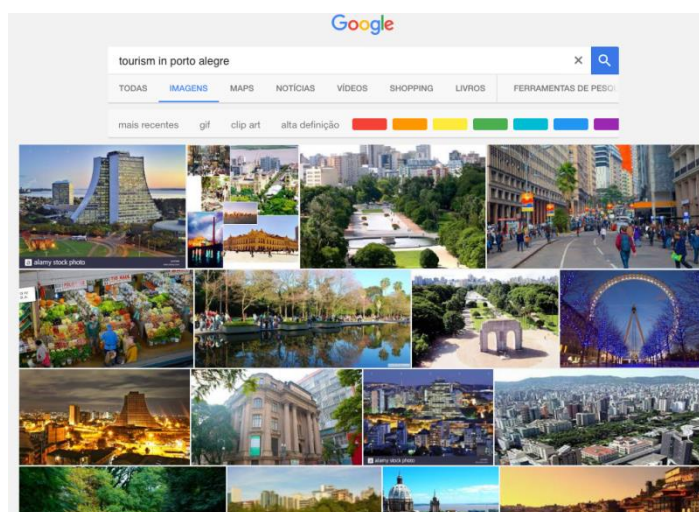 Google
tourism in porto alegre
TODAS IMAGENS MAPS NOTÍCIAS VÍDEOS SHOPPING LIVROS FERRAMENTAS DE PESQU
mais recentes gif clip art alta definição
alamy stock photo
alamy stock photo